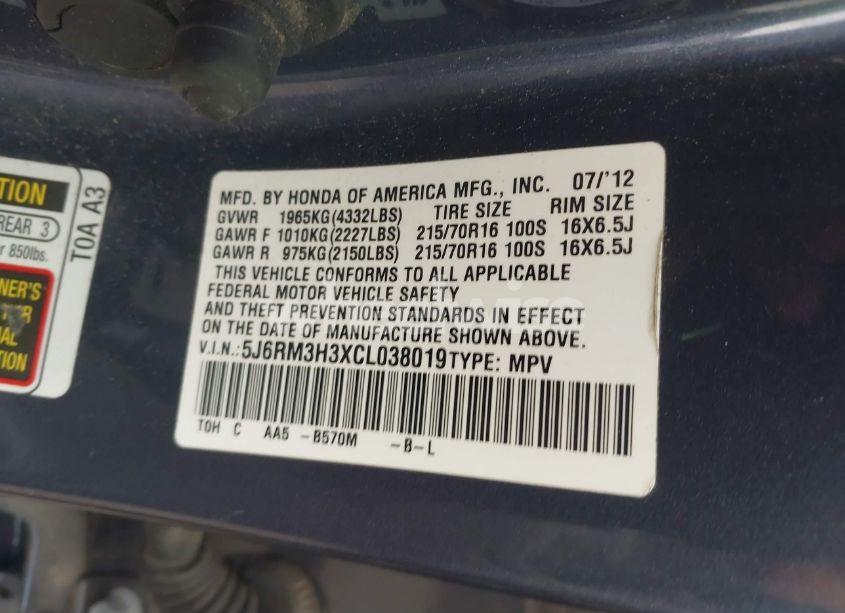 TION
REAR 3
r 850lbs.
NER'S
T0A A3
MFD. BY HONDA OF AMERICA MFG., INC. 07/'12
GVWR 1965KG(4332LBS) TIRE SIZE RIM SIZE
GAWR F 1010KG(2227LBS) 215/70R16 100S 16X6.5J
GAWR R 975KG(2150LBS) 215/70R16 100S 16X6.5J
THIS VEHICLE CONFORMS TO ALL APPLICABLE
FEDERAL MOTOR VEHICLE SAFETY
AND THEFT PREVENTION STANDARDS IN EFFECT
ON THE DATE OF MANUFACTURE SHOWN ABOVE.
V.I.N.:5J6RM3H3XCL038019TYPE: MPV
T0H C AA5 -B570M -B-L